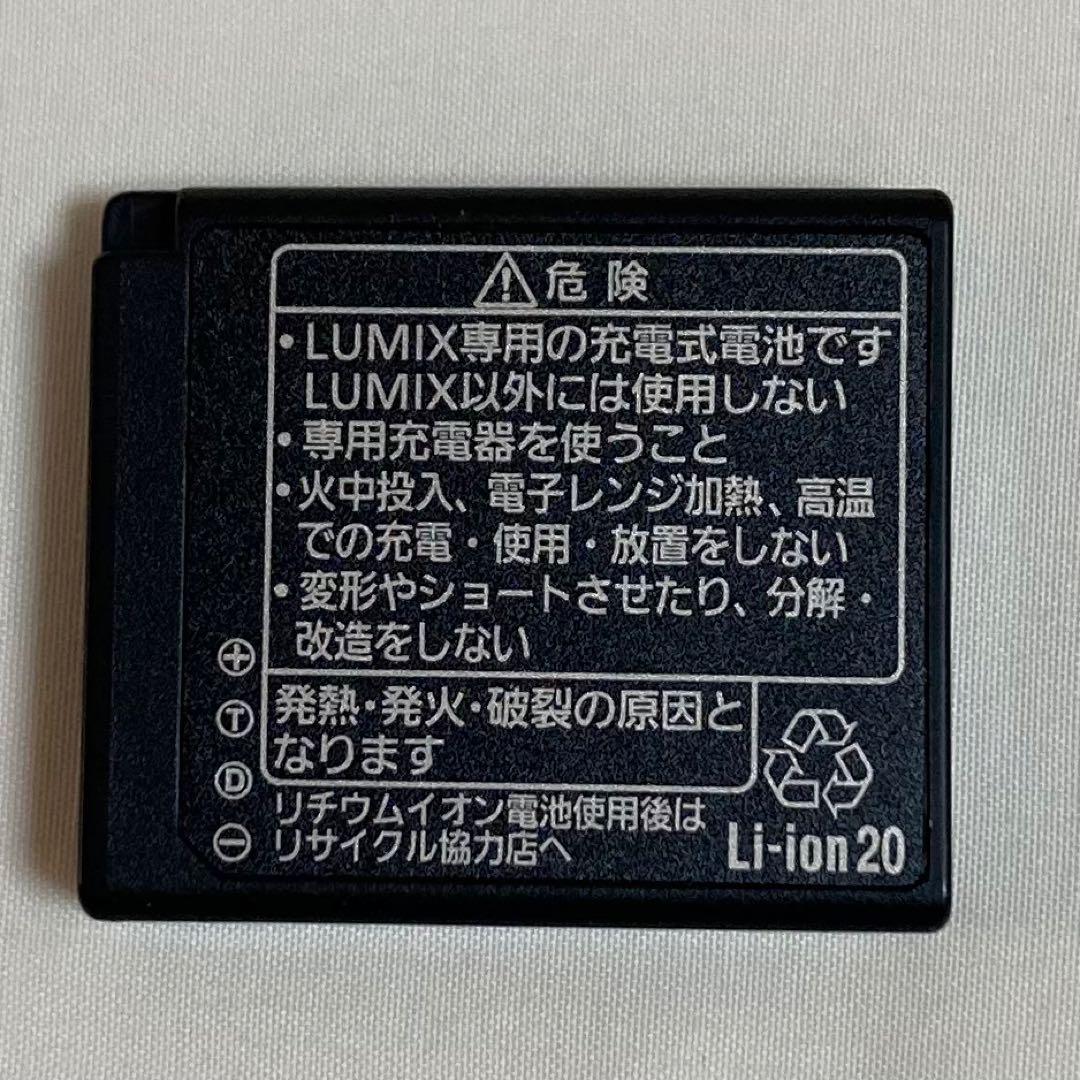 ⚠危険
・LUMIX専用の充電式電池です
LUMIX以外には使用しない
・専用充電器を使うこと
・火中投入、電子レンジ加熱、高温
での充電・使用・放置をしない
・変形やショートさせたり、分解・
改造をしない
発熱・発火・破裂の原因と
なります
リチウムイオン電池使用後は
リサイクル協力店へ
Li-ion 20
⊕
T
D
⊖